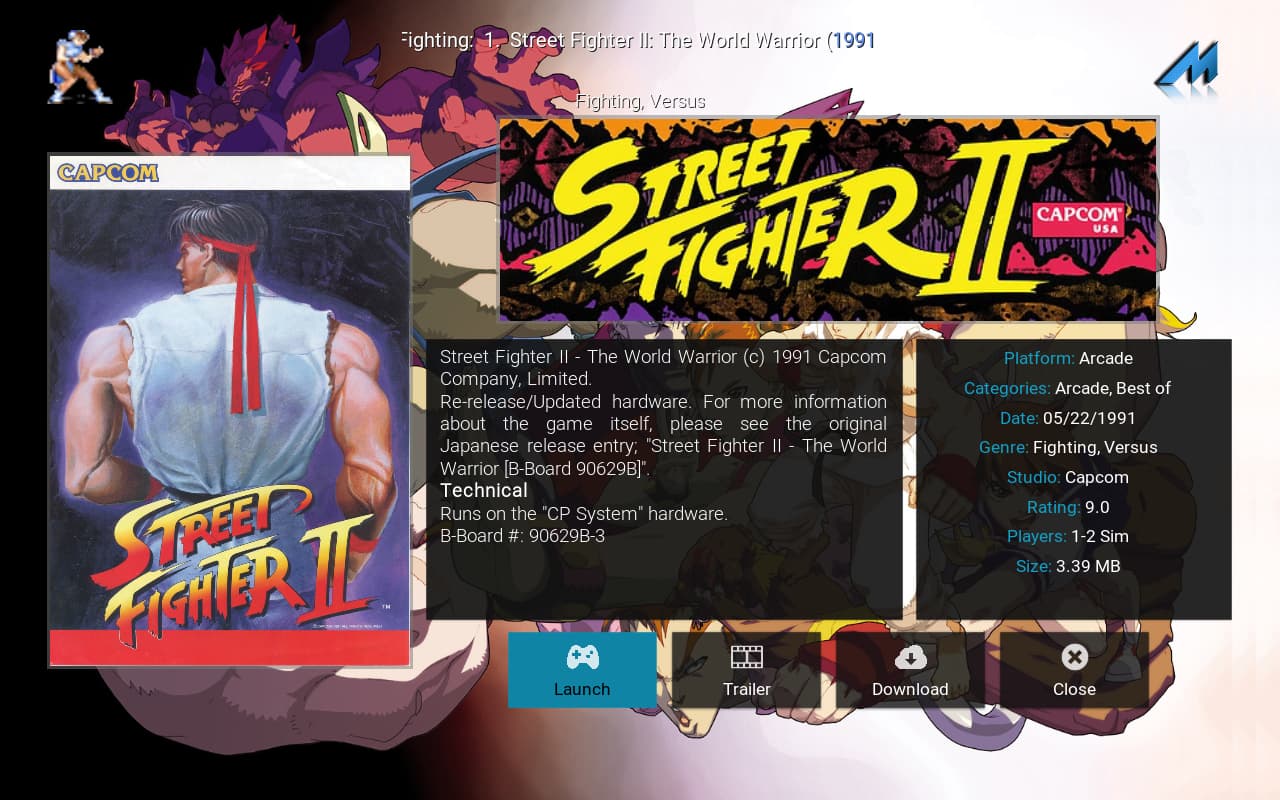 Fighting: 1. Street Fighter II: The World Warrior (1991
Fighting, Versus
CAPCOM
STREET
FIGHTER II
TM
STREET
FIGHTER II
CAPCOM
USA
Street Fighter II - The World Warrior (c) 1991 Capcom
Company, Limited.
Re-release/Updated hardware. For more information
about the game itself, please see the original
Japanese release entry; "Street Fighter II - The World
Warrior [B-Board 90629B]".
Technical
Runs on the "CP System" hardware.
B-Board #: 90629B-3
Platform: Arcade
Categories: Arcade, Best of
Date: 05/22/1991
Genre: Fighting, Versus
Studio: Capcom
Rating: 9.0
Players: 1-2 Sim
Size: 3.39 MB
Launch
Trailer
Download
Close